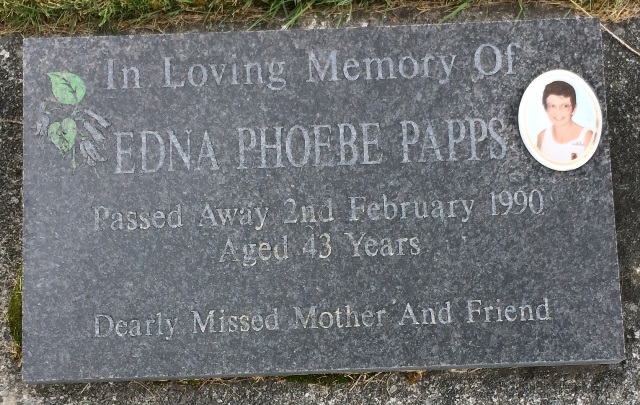 In Loving Memory Of
EDNA PHOEBE PAPPS
Passed Away 2nd February 1990
Aged 43 Years
Dearly Missed Mother And Friend